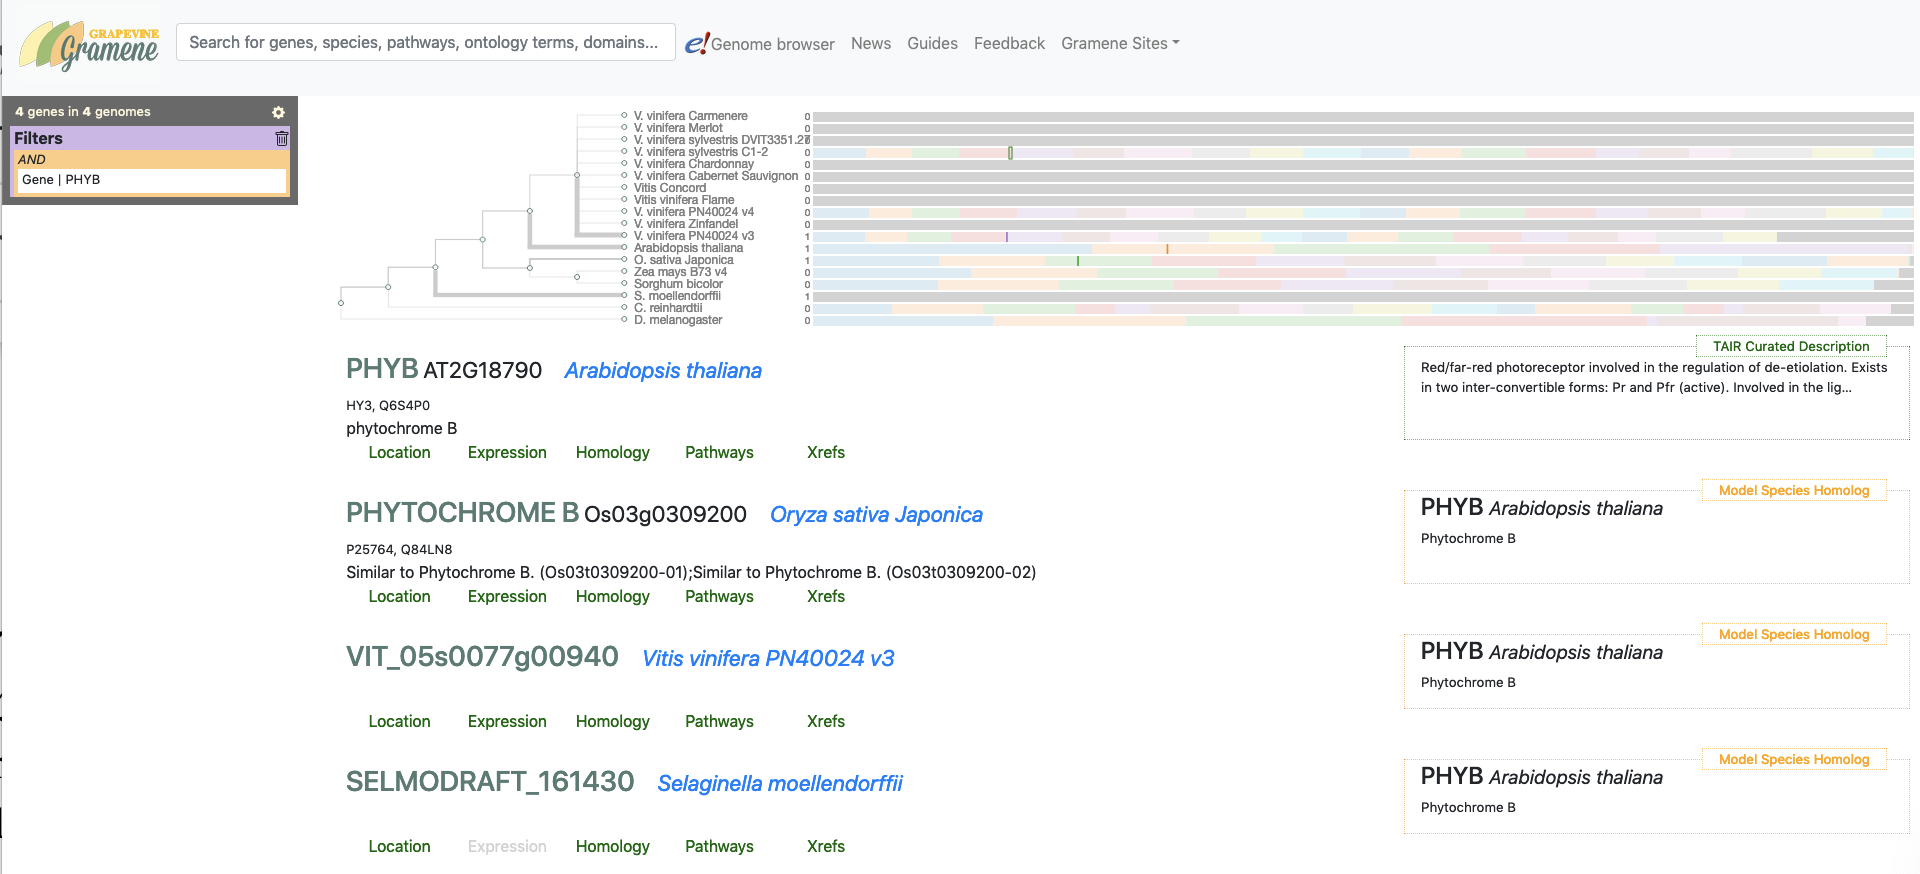 GRAPEVINE
Gramene
Search for genes, species, pathways, ontology terms, domains...
e! Genome browser
News
Guides
Feedback
Gramene Sites
4 genes in 4 genomes
Filters
AND
Gene | PHYB
V. vinifera Carmenere 0
V. vinifera Merlot 0
V. vinifera sylvestris DVIT3351.27
V. vinifera sylvestris C1-2 0
V. vinifera Chardonnay 0
V. vinifera Cabernet Sauvignon 0
Vitis Concord 0
Vitis vinifera Flame 0
V. vinifera PN40024 v4 0
V. vinifera Zinfandel 0
V. vinifera PN40024 v3 1
Arabidopsis thaliana 1
O. sativa Japonica 1
Zea mays B73 v4 0
Sorghum bicolor 0
S. moellendorffii 1
C. reinhardtii 0
D. melanogaster 0
PHYB AT2G18790 Arabidopsis thaliana
HY3, Q6S4P0
phytochrome B
Location Expression Homology Pathways Xrefs
TAIR Curated Description
Red/far-red photoreceptor involved in the regulation of de-etiolation. Exists
in two inter-convertible forms: Pr and Pfr (active). Involved in the lig...
PHYTOCHROME B Os03g0309200 Oryza sativa Japonica
P25764, Q84LN8
Similar to Phytochrome B. (Os03t0309200-01);Similar to Phytochrome B. (Os03t0309200-02)
Location Expression Homology Pathways Xrefs
Model Species Homolog
PHYB Arabidopsis thaliana
Phytochrome B
VIT_05s0077g00940 Vitis vinifera PN40024 v3
Location Expression Homology Pathways Xrefs
Model Species Homolog
PHYB Arabidopsis thaliana
Phytochrome B
SELMODRAFT_161430 Selaginella moellendorffii
Location Expression Homology Pathways Xrefs
Model Species Homolog
PHYB Arabidopsis thaliana
Phytochrome B